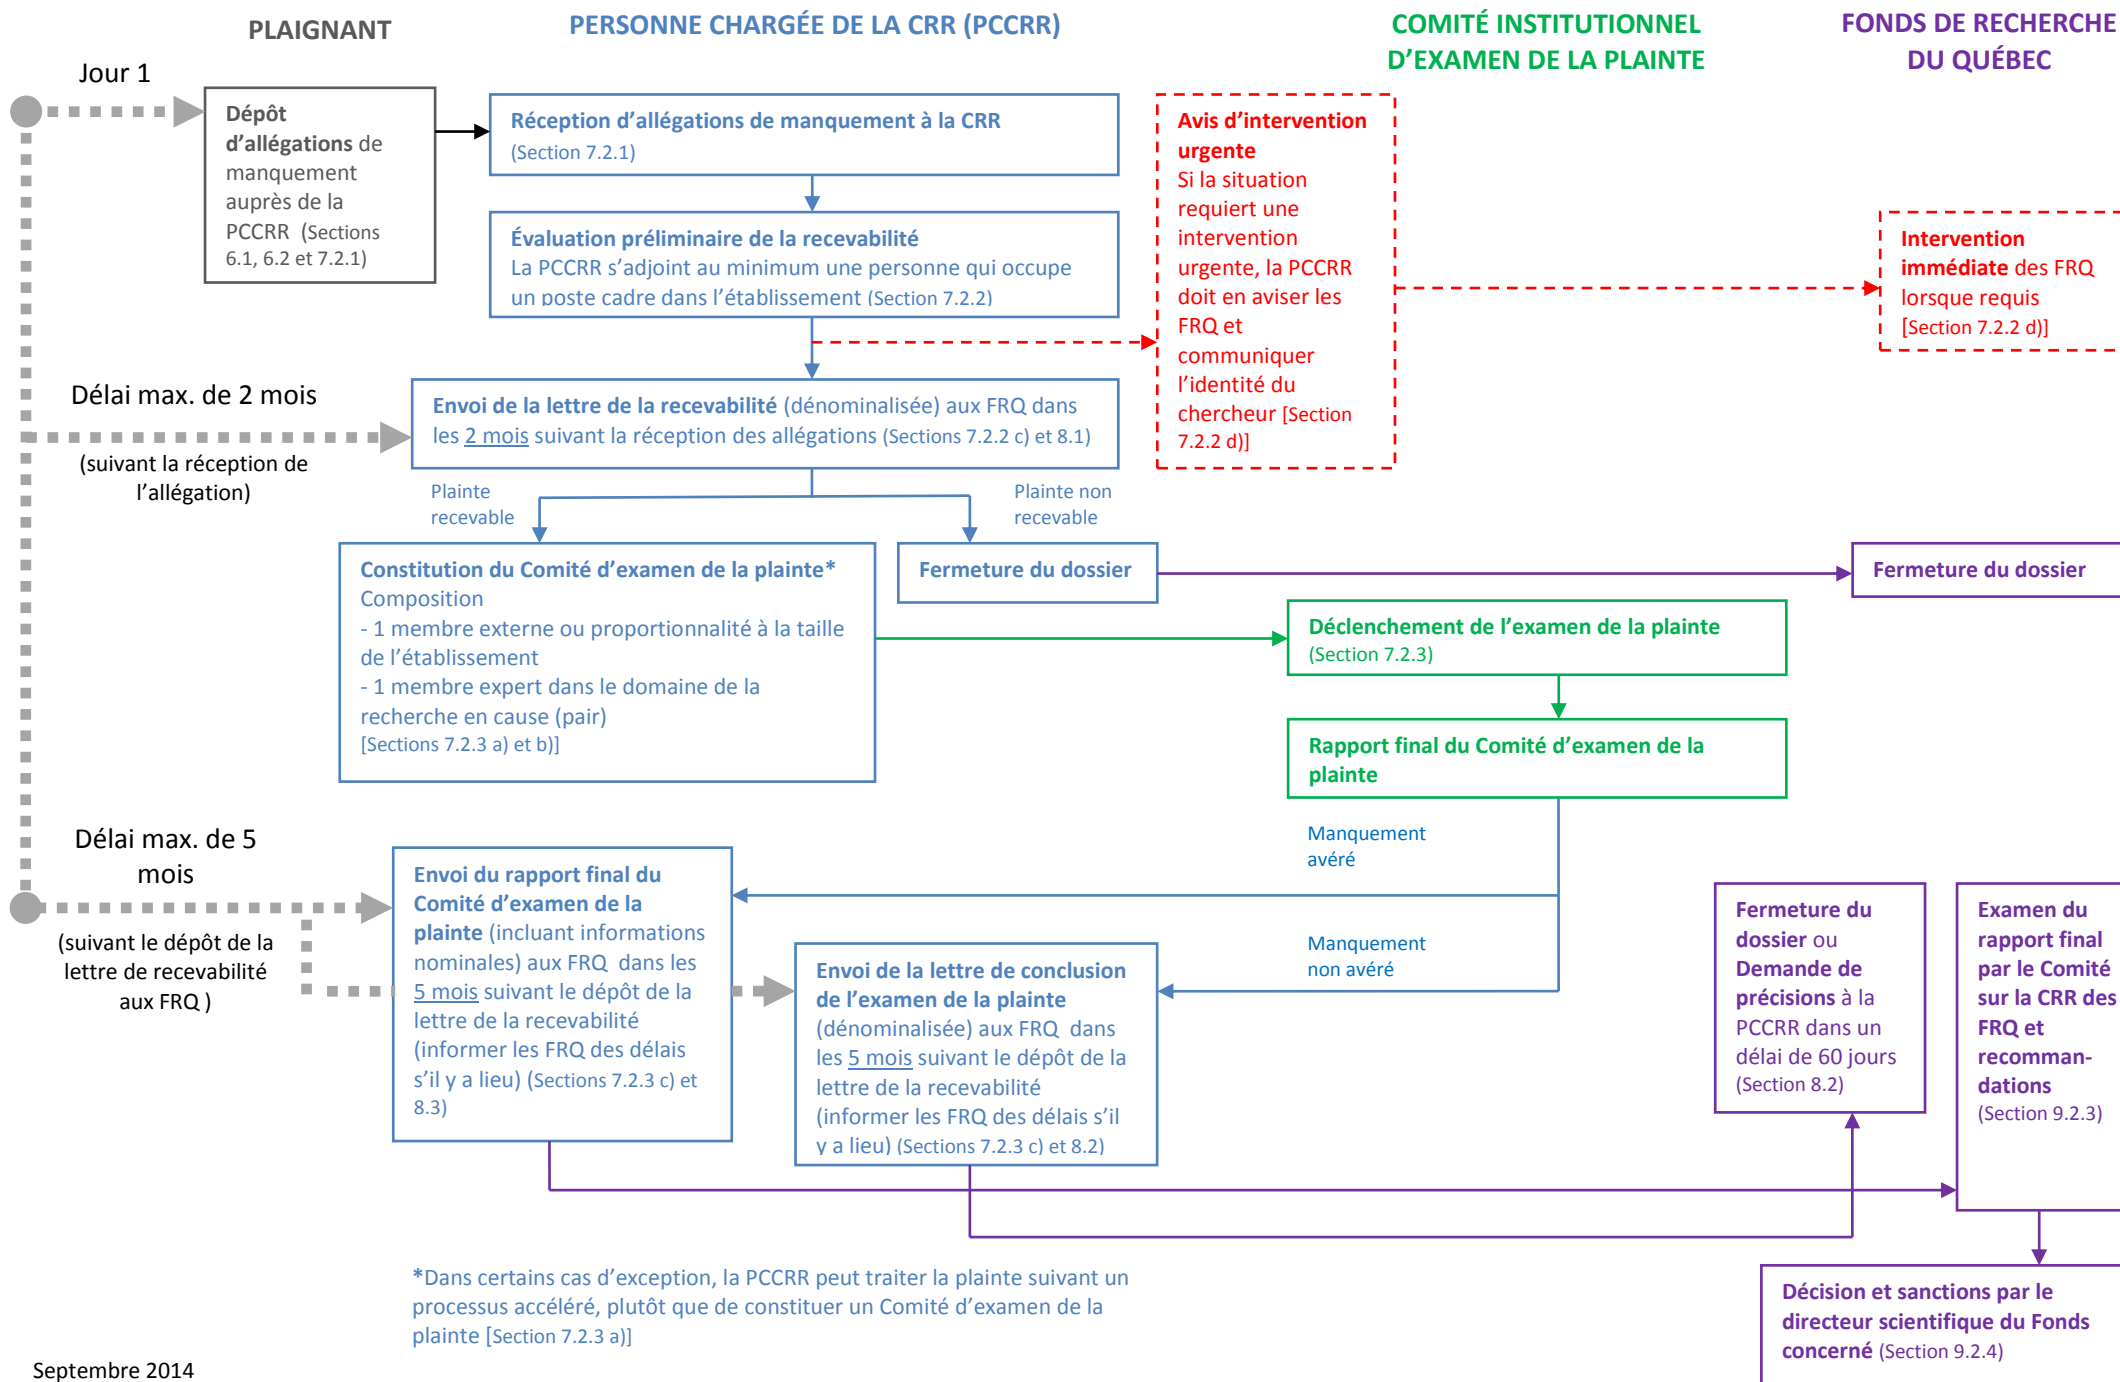 PLAIGNANT
PERSONNE CHARGÉE DE LA CRR (PCCRR)
COMITÉ INSTITUTIONNEL
D’EXAMEN DE LA PLAINTE
FONDS DE RECHERCHE
DU QUÉBEC
Jour 1
Dépôt
d’allégations de
manquement
auprès de la
PCCRR (Sections
6.1, 6.2 et 7.2.1)
Réception d’allégations de manquement à la CRR
(Section 7.2.1)
Évaluation préliminaire de la recevabilité
La PCCRR s’adjoint au minimum une personne qui occupe
un poste cadre dans l’établissement (Section 7.2.2)
Avis d’intervention
urgente
Si la situation
requiert une
intervention
urgente, la PCCRR
doit en aviser les
FRQ et
communiquer
l’identité du
chercheur [Section
7.2.2 d)]
Intervention
immédiate des FRQ
lorsque requis
[Section 7.2.2 d)]
Délai max. de 2 mois
(suivant la réception de
l’allégation)
Envoi de la lettre de la recevabilité (dénominalisée) aux FRQ dans
les 2 mois suivant la réception des allégations (Sections 7.2.2 c) et 8.1)
Plainte
recevable
Plainte non
recevable
Constitution du Comité d’examen de la plainte*
Composition
- 1 membre externe ou proportionnalité à la taille
de l’établissement
- 1 membre expert dans le domaine de la
recherche en cause (pair)
[Sections 7.2.3 a) et b)]
Fermeture du dossier
Fermeture du dossier
Déclenchement de l’examen de la plainte
(Section 7.2.3)
Rapport final du Comité d’examen de la
plainte
Manquement
avéré
Manquement
non avéré
Délai max. de 5
mois
(suivant le dépôt de la
lettre de recevabilité
aux FRQ )
Envoi du rapport final du
Comité d’examen de la
plainte (incluant informations
nominales) aux FRQ dans les
5 mois suivant le dépôt de la
lettre de la recevabilité
(informer les FRQ des délais
s’il y a lieu) (Sections 7.2.3 c) et
8.3)
Envoi de la lettre de conclusion
de l’examen de la plainte
(dénominalisée) aux FRQ dans
les 5 mois suivant le dépôt de la
lettre de la recevabilité
(informer les FRQ des délais s’il
y a lieu) (Sections 7.2.3 c) et 8.2)
Fermeture du
dossier ou
Demande de
précisions à la
PCCRR dans un
délai de 60 jours
(Section 8.2)
Examen du
rapport final
par le Comité
sur la CRR des
FRQ et
recomman-
dations
(Section 9.2.3)
Décision et sanctions par le
directeur scientifique du Fonds
concerné (Section 9.2.4)
*Dans certains cas d’exception, la PCCRR peut traiter la plainte suivant un
processus accéléré, plutôt que de constituer un Comité d’examen de la
plainte [Section 7.2.3 a)]
Septembre 2014